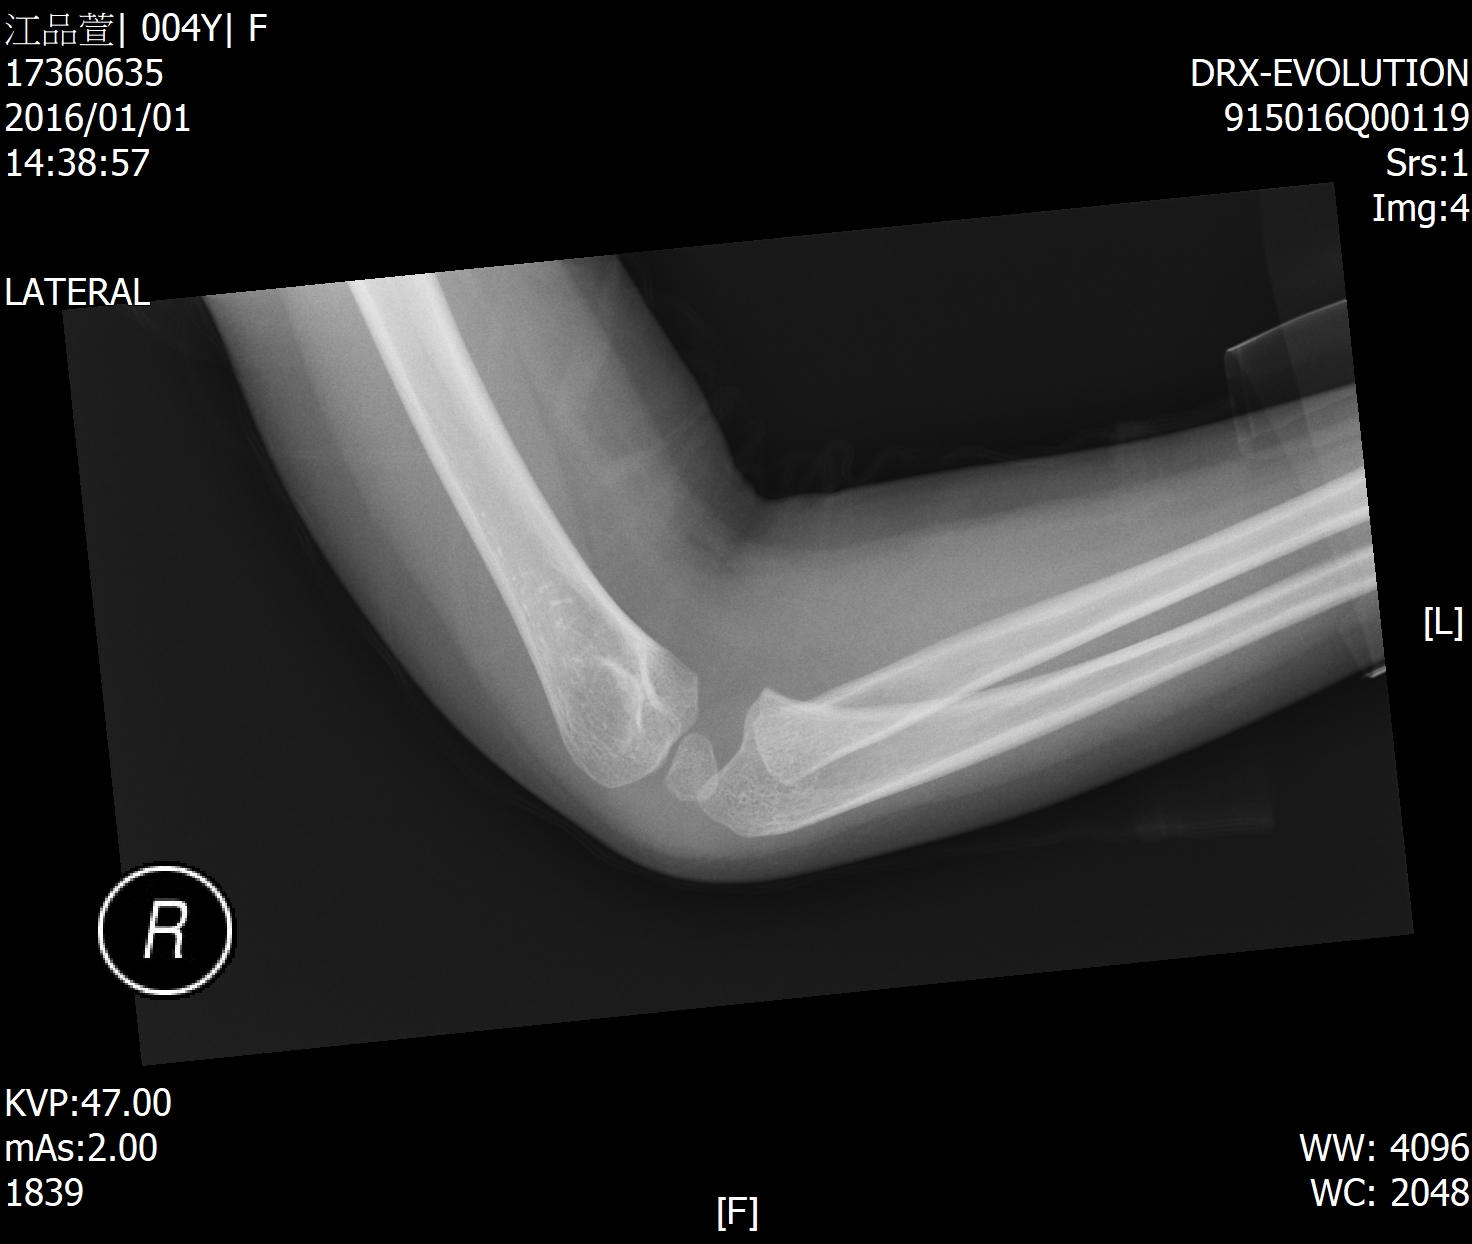 江品萱| 004Y| F
17360635
2016/01/01
14:38:57
DRX-EVOLUTION
915016Q00119
Srs:1
Img:4
LATERAL
[L]
R
KVP:47.00
mAs:2.00
1839
[F]
WW: 4096
WC: 2048